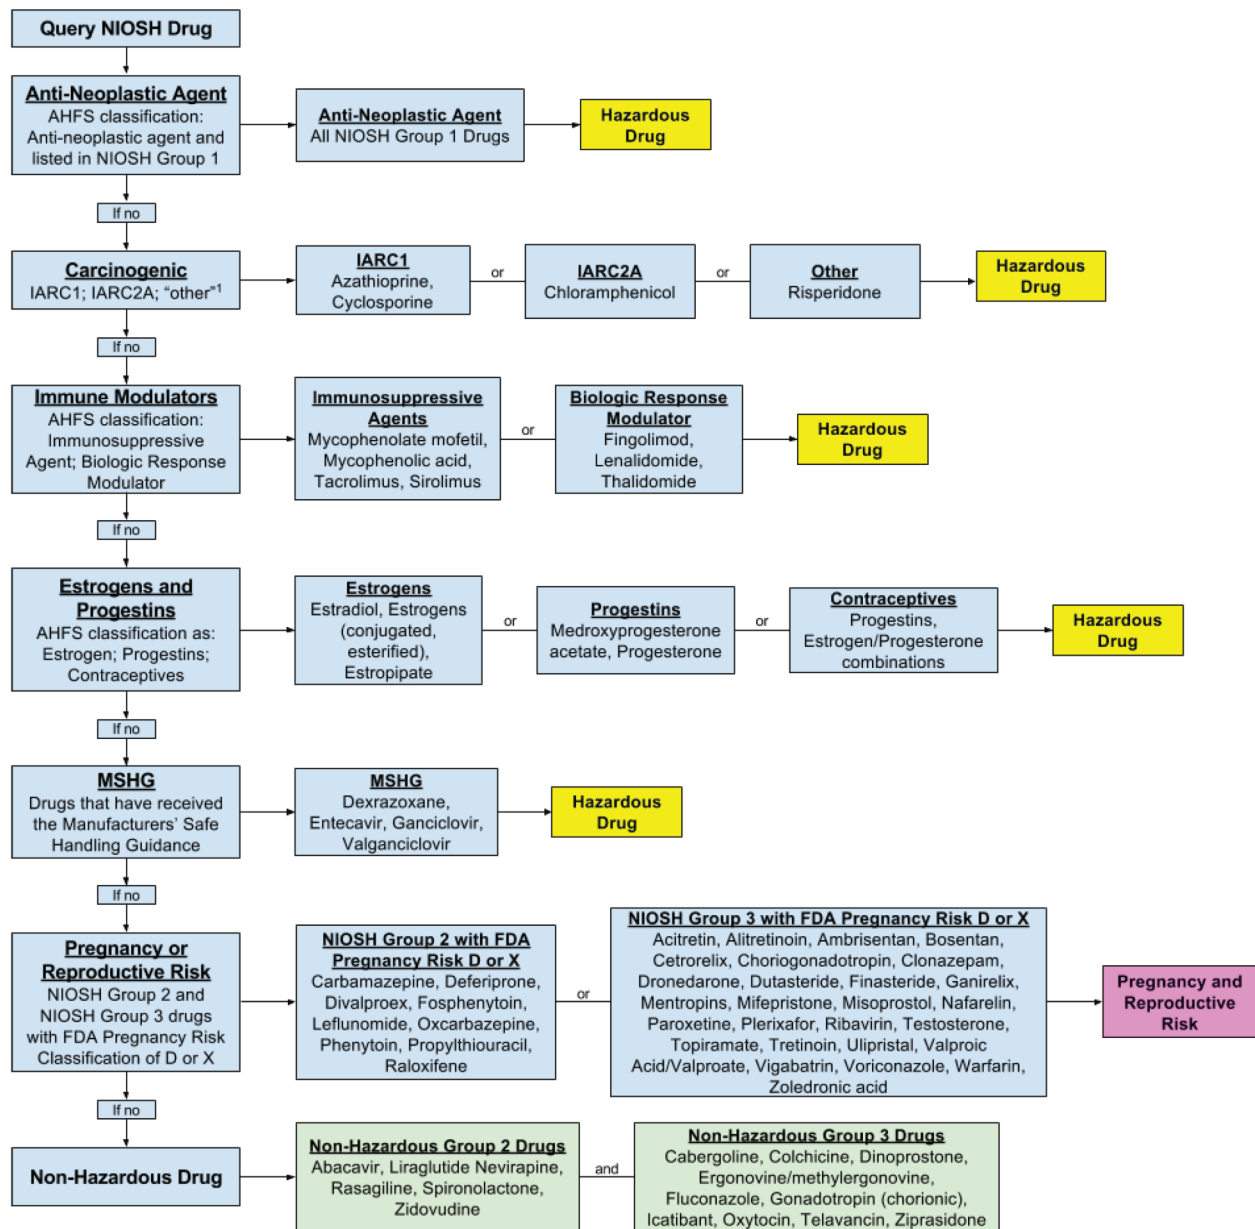 Query NIOSH Drug
Anti-Neoplastic Agent
AHFS classification:
Anti-neoplastic agent and
listed in NIOSH Group 1
Anti-Neoplastic Agent
All NIOSH Group 1 Drugs
Hazardous
Drug
If no
Carcinogenic
IARC1; IARC2A; “other”¹
IARC1
Azathioprine,
Cyclosporine
or
IARC2A
Chloramphenicol
or
Other
Risperidone
Hazardous
Drug
If no
Immune Modulators
AHFS classification:
Immunosuppressive
Agent; Biologic Response
Modulator
Immunosuppressive
Agents
Mycophenolate mofetil,
Mycophenolic acid,
Tacrolimus, Sirolimus
or
Biologic Response
Modulator
Fingolimod,
Lenalidomide,
Thalidomide
Hazardous
Drug
If no
Estrogens and
Progestins
AHFS classification as:
Estrogen; Progestins;
Contraceptives
Estrogens
Estradiol, Estrogens
(conjugated,
esterified),
Estropipate
or
Progestins
Medroxyprogesterone
acetate, Progesterone
or
Contraceptives
Progestins,
Estrogen/Progesterone
combinations
Hazardous
Drug
If no
MSHG
Drugs that have received
the Manufacturers’ Safe
Handling Guidance
MSHG
Dexrazoxane,
Entecavir, Ganciclovir,
Valganciclovir
Hazardous
Drug
If no
Pregnancy or
Reproductive Risk
NIOSH Group 2 and
NIOSH Group 3 drugs
with FDA Pregnancy Risk
Classification of D or X
NIOSH Group 2 with FDA
Pregnancy Risk D or X
Carbamazepine, Deferiprone,
Divalproex, Fosphenytoin,
Leflunomide, Oxcarbazepine,
Phenytoin, Propylthiouracil,
Raloxifene
or
NIOSH Group 3 with FDA Pregnancy Risk D or X
Acitretin, Alitretinoin, Ambrisentan, Bosentan,
Cetrorelix, Choriogonadotropin, Clonazepam,
Dronedarone, Dutasteride, Finasteride, Ganirelix,
Mentropins, Mifepristone, Misoprostol, Nafarelin,
Paroxetine, Plerixafor, Ribavirin, Testosterone,
Topiramate, Tretinoin, Ulipristal, Valproic
Acid/Valproate, Vigabatrin, Voriconazole, Warfarin,
Zoledronic acid
Pregnancy and
Reproductive
Risk
If no
Non-Hazardous Drug
Non-Hazardous Group 2 Drugs
Abacavir, Liraglutide Nevirapine,
Rasagiline, Spironolactone,
Zidovudine
and
Non-Hazardous Group 3 Drugs
Cabergoline, Colchicine, Dinoprostone,
Ergonovine/methylergonovine,
Fluconazole, Gonadotropin (chorionic),
Icatibant, Oxytocin, Telavancin, Ziprasidone